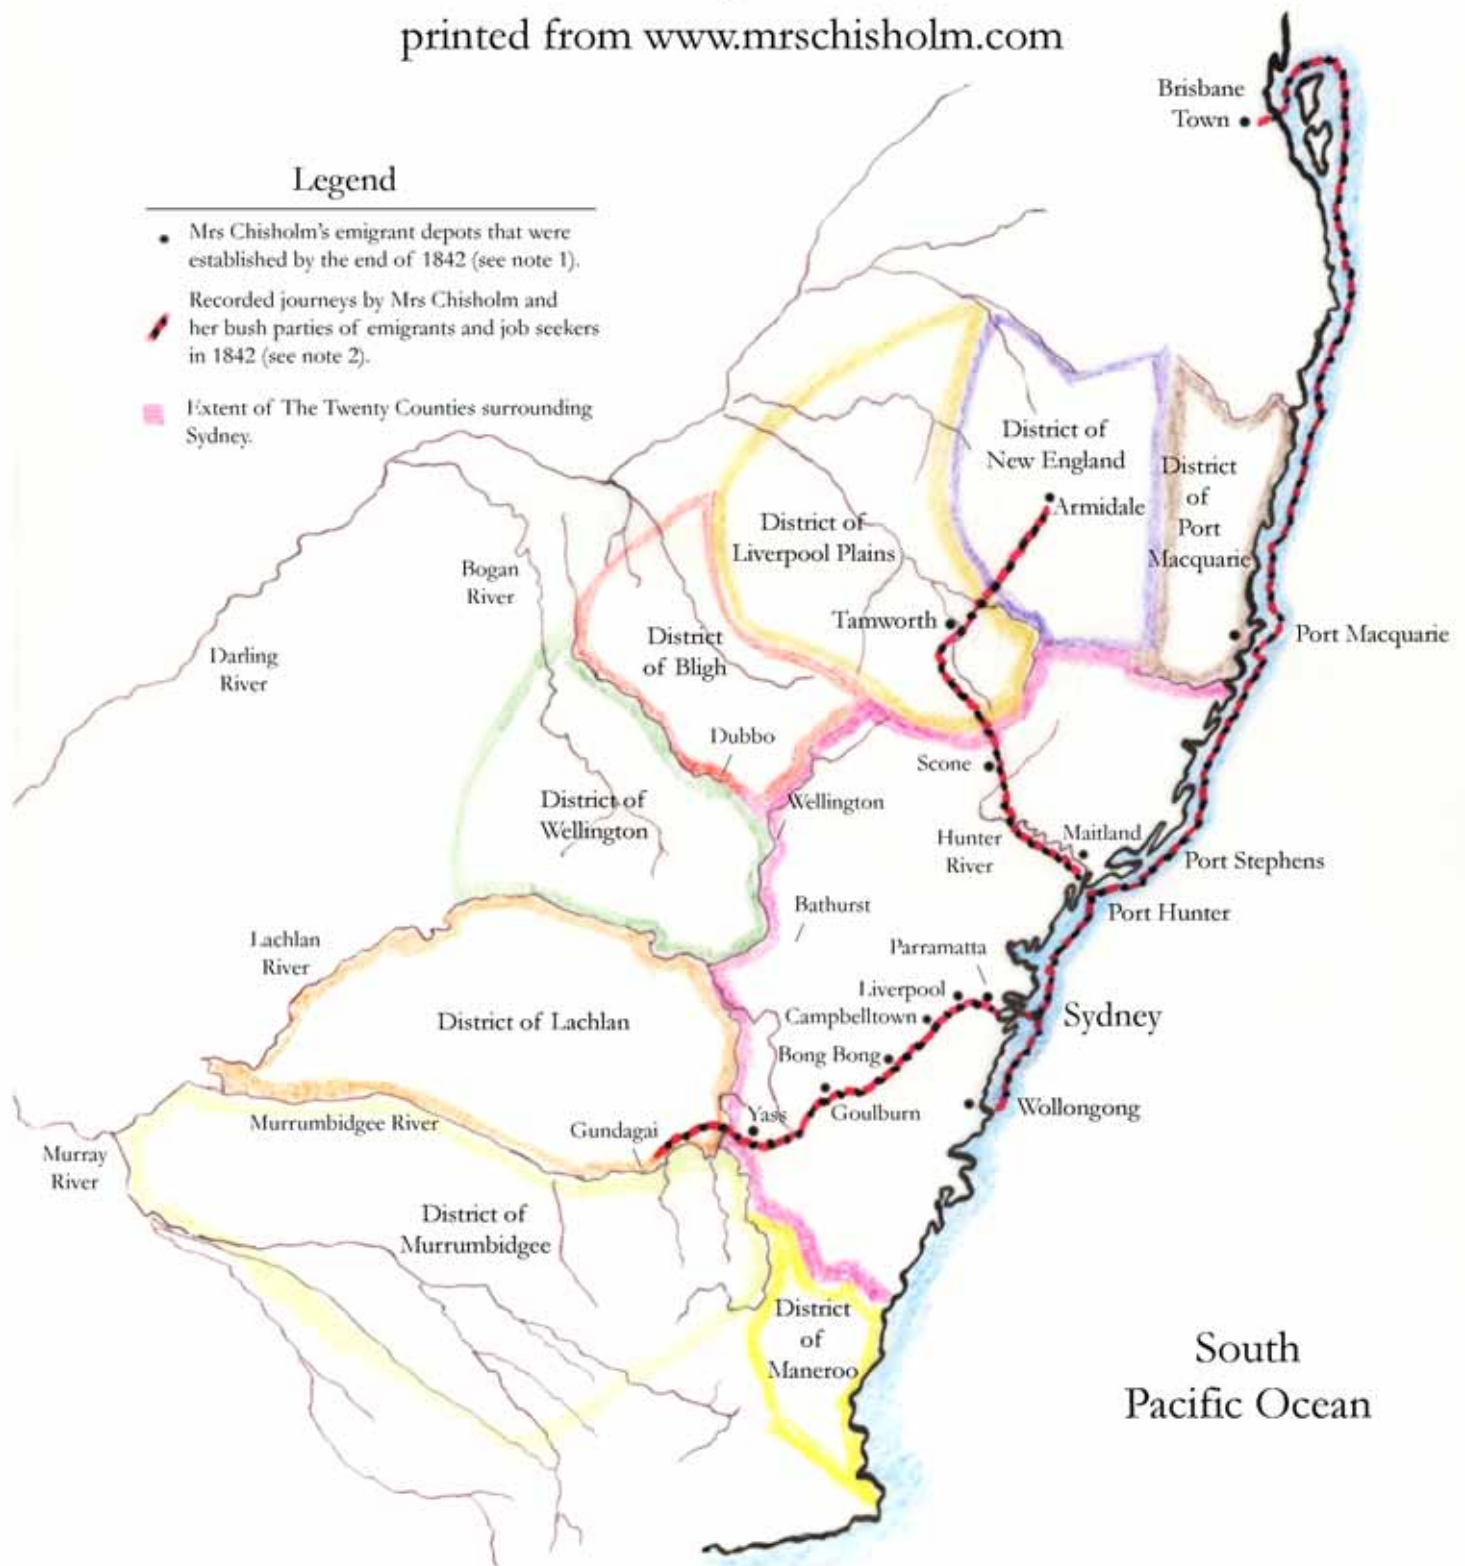 printed from www.mrschisholm.com
Brisbane
Town
Legend
Mrs Chisholm's emigrant depots that were
established by the end of 1842 (see note 1).
Recorded journeys by Mrs Chisholm and
her bush parties of emigrants and job seekers
in 1842 (see note 2).
Extent of The Twenty Counties surrounding
Sydney.
District of
New England
District
of
Port
Macquarie
Armidale
District of
Liverpool Plains
Bogan
River
Tamworth
Port Macquarie
District
of Bligh
Darling
River
Dubbo
Scone
District of
Wellington
Wellington
Hunter
River
Maitland
Port Stephens
Bathurst
Port Hunter
Lachlan
River
Parramatta
Liverpool
Campbelltown
Sydney
District of Lachlan
Bong Bong
Goulburn
Wollongong
Yass
Murrumbidgee River
Gundagai
Murray
River
District of
Murrumbidgee
District
of
Maneroo
South
Pacific Ocean